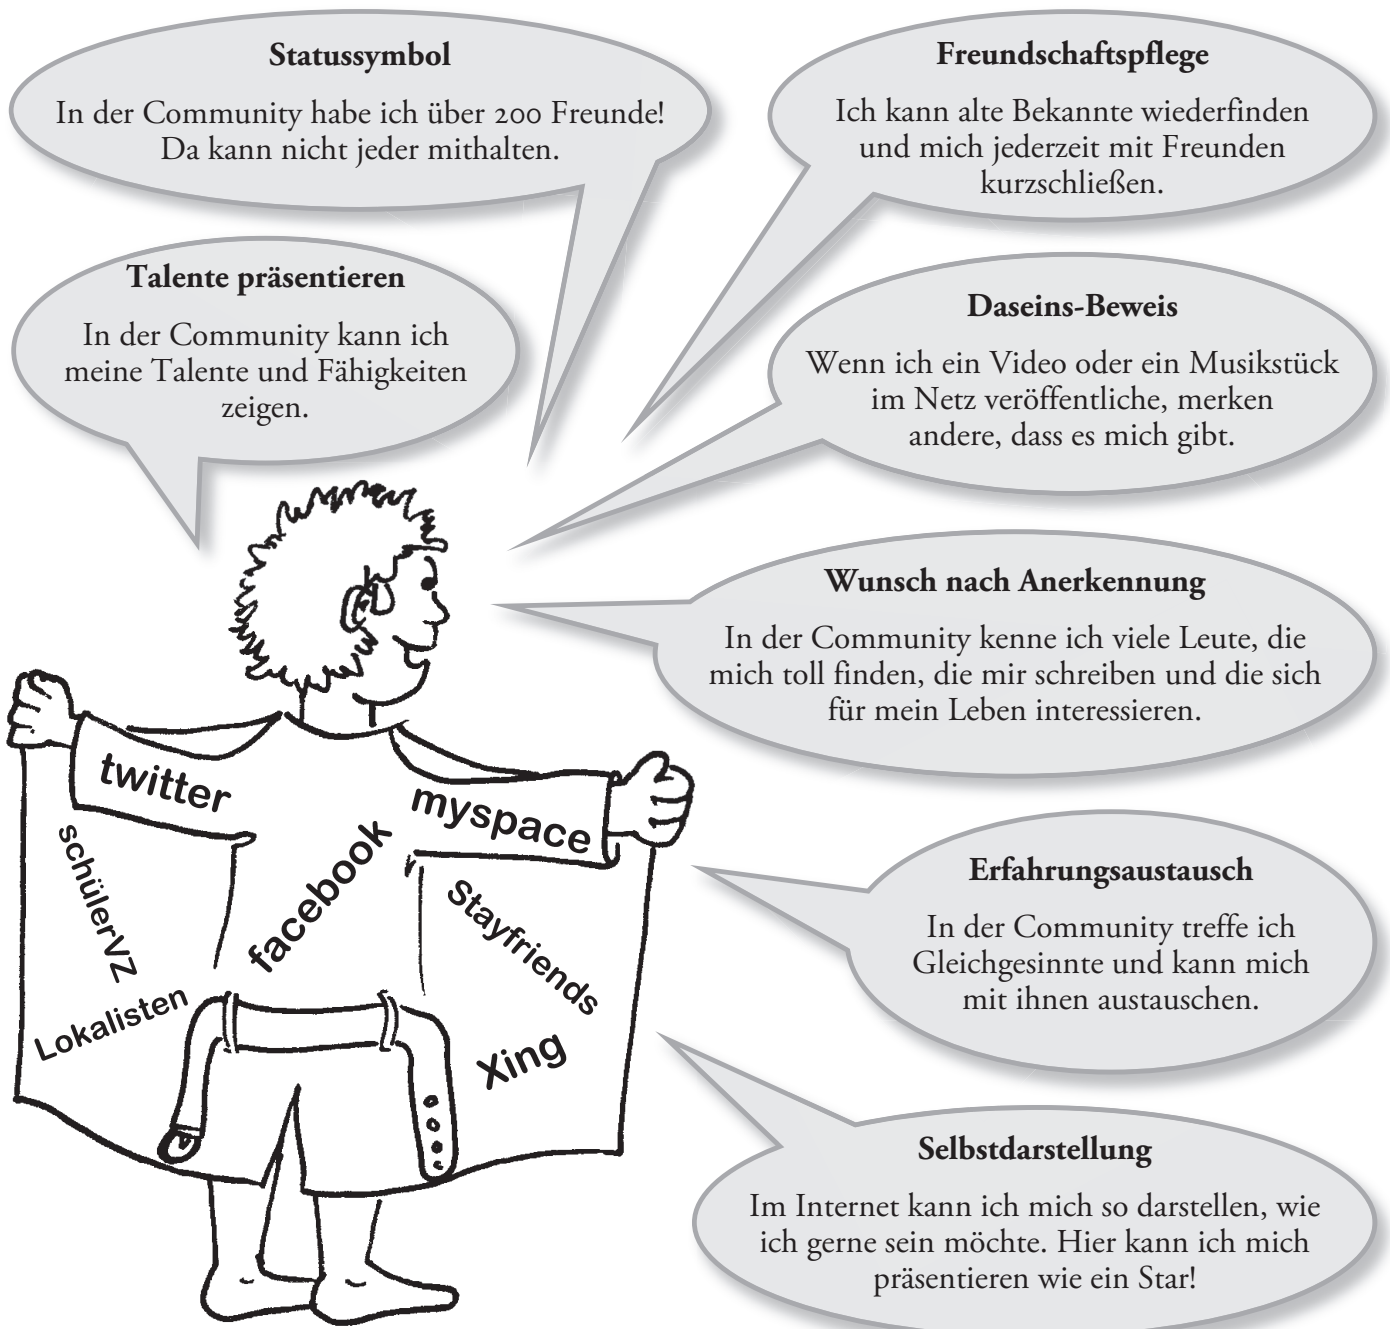 Statussymbol
In der Community habe ich über 200 Freunde!
Da kann nicht jeder mithalten.
Freundschaftspflege
Ich kann alte Bekannte wiederfinden
und mich jederzeit mit Freunden
kurzschließen.
Talente präsentieren
In der Community kann ich
meine Talente und Fähigkeiten
zeigen.
Daseins-Beweis
Wenn ich ein Video oder ein Musikstück
im Netz veröffentliche, merken
andere, dass es mich gibt.
Wunsch nach Anerkennung
In der Community kenne ich viele Leute, die
mich toll finden, die mir schreiben und die sich
für mein Leben interessieren.
twitter
myspace
schülerVZ
facebook
Stayfriends
Lokalisten
Xing
Erfahrungsaustausch
In der Community treffe ich
Gleichgesinnte und kann mich
mit ihnen austauschen.
Selbstdarstellung
Im Internet kann ich mich so darstellen, wie
ich gerne sein möchte. Hier kann ich mich
präsentieren wie ein Star!